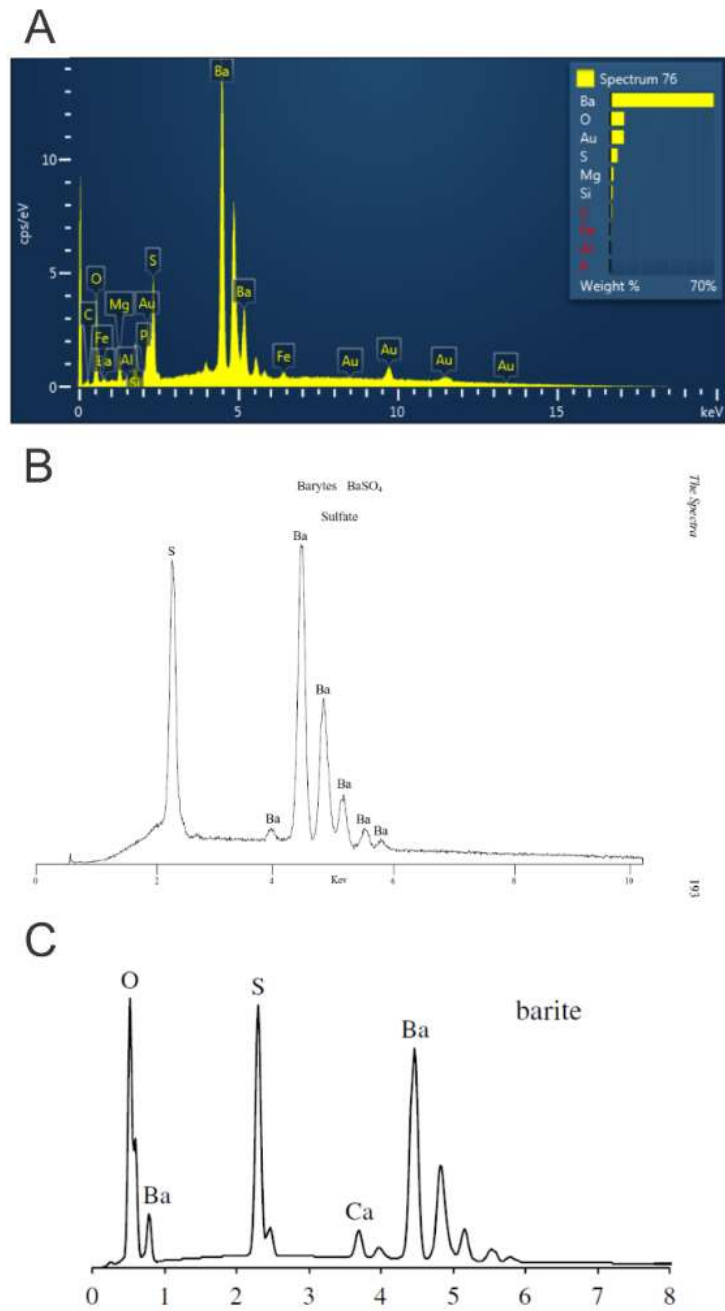 A
Ba
Spectrum 76
Ba
O
Au
S
Mg
Si
Weight %
70%
10
cps/eV
O
S
Mg
Au
Ba
C
5
Fe
P
Ba
Al
Si
Fe
Au
Au
Au
Au
0
0
5
10
15
keV
B
Barytes BaSO₄
Sulfate
The Spectra
S
Ba
Ba
Ba
Ba
Ba
Ba
0
2
4
Kev
6
8
10
193
C
O
S
Ba
barite
Ba
Ca
0 1 2 3 4 5 6 7 8